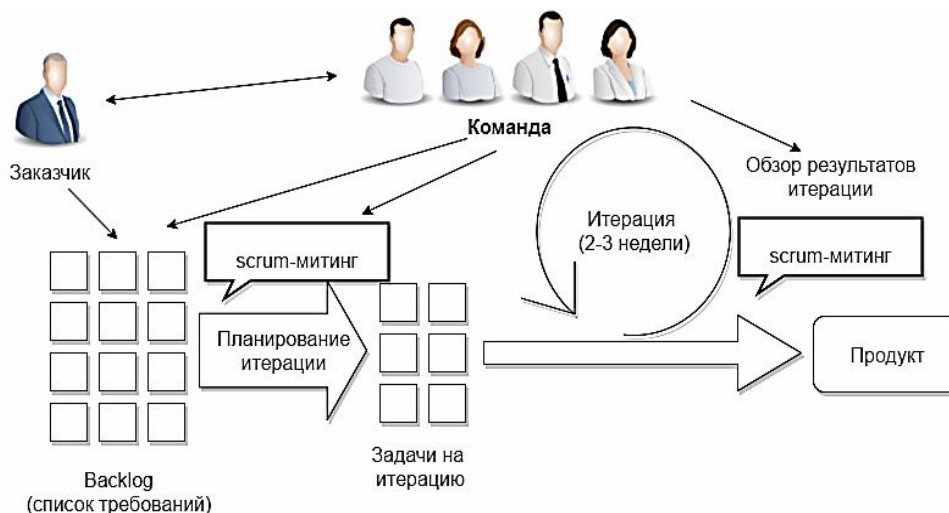 Команда
Заказчик
Обзор результатов
итерации
Итерация
(2-3 недели)
scrum-митинг
scrum-митинг
Планирование
итерации
Продукт
Задачи на
итерацию
Backlog
(список требований)